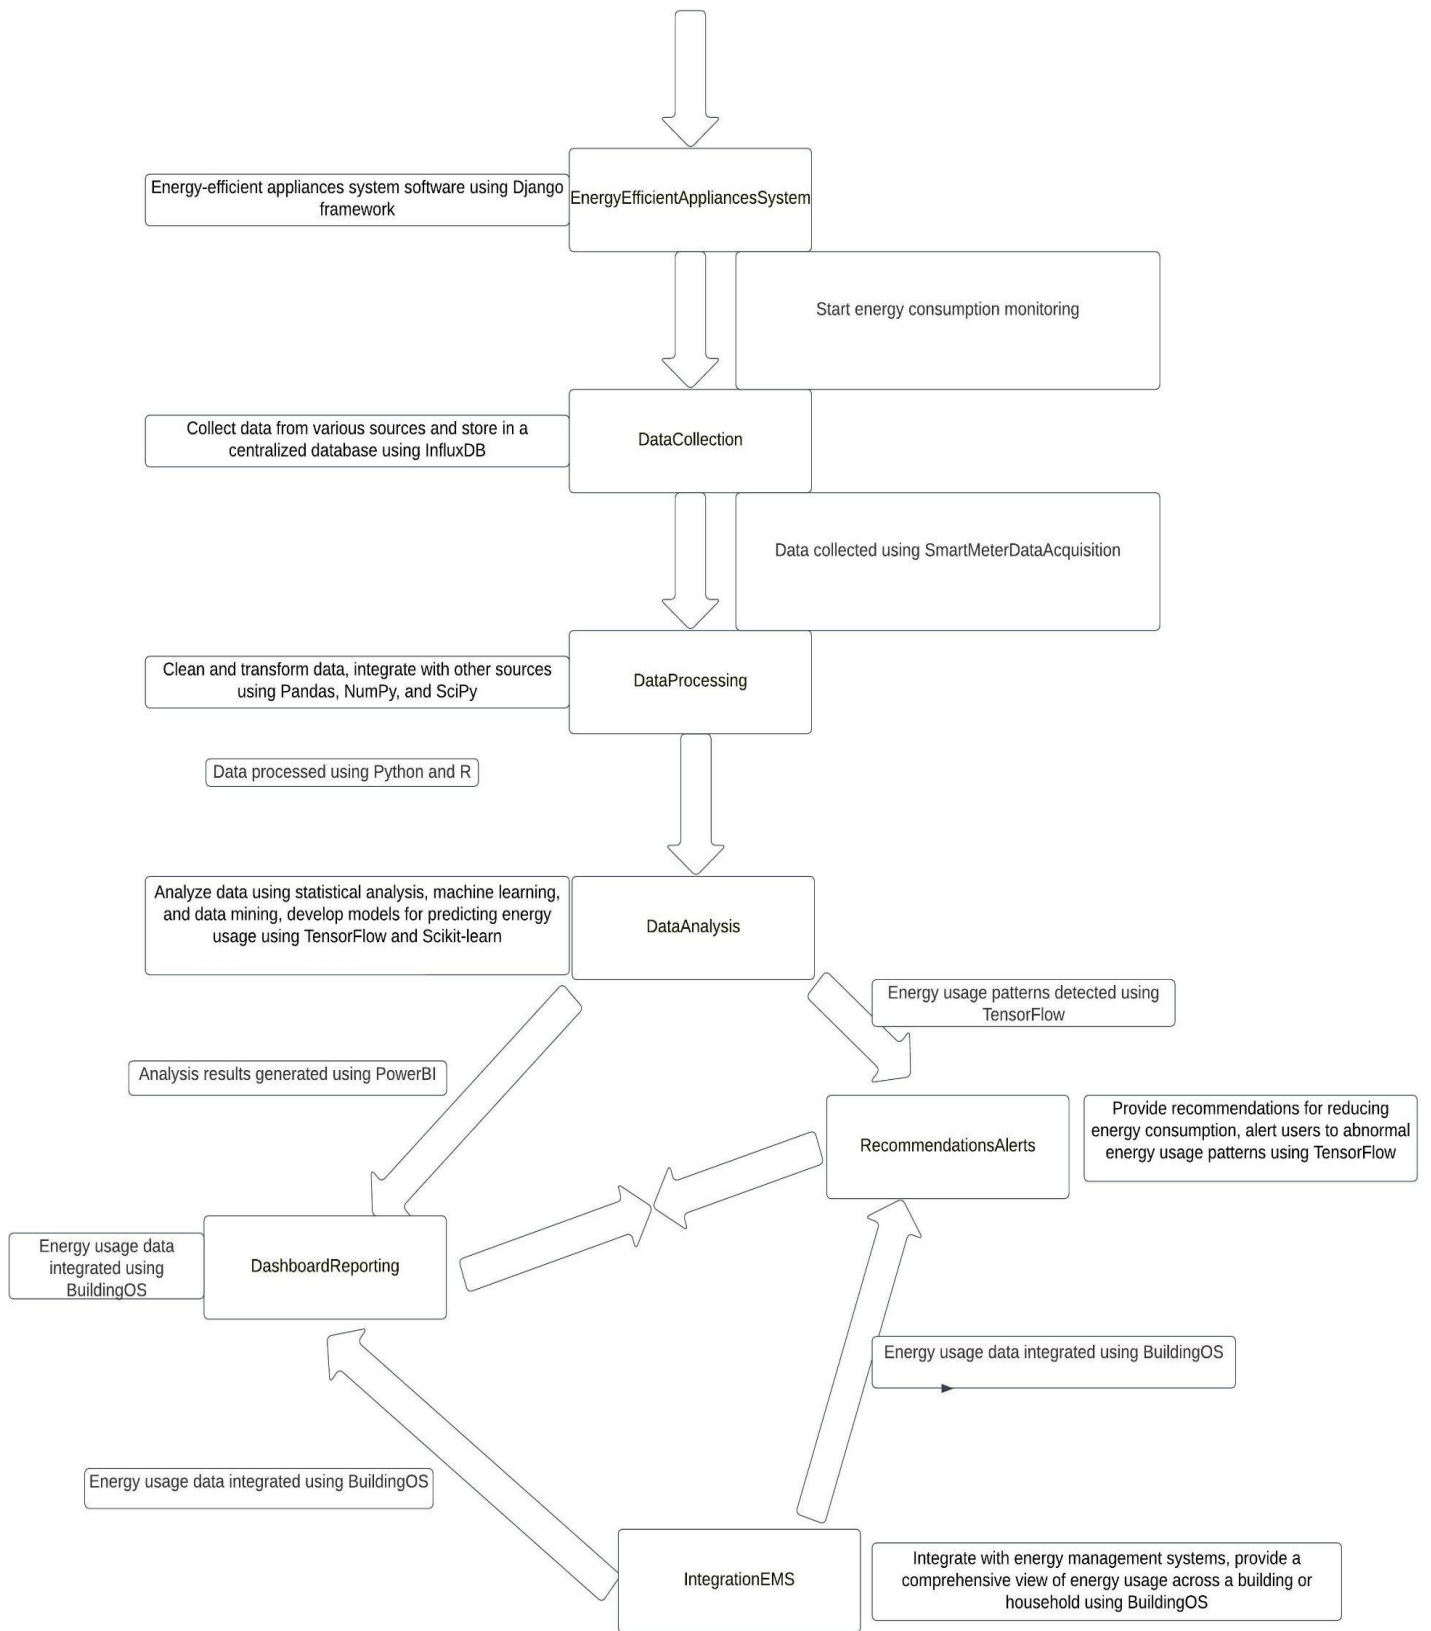 Energy-efficient appliances system software using Django
framework
EnergyEfficientAppliancesSystem
Start energy consumption monitoring
Collect data from various sources and store in a
centralized database using InfluxDB
DataCollection
Data collected using SmartMeterDataAcquisition
Clean and transform data, integrate with other sources
using Pandas, NumPy, and SciPy
DataProcessing
Data processed using Python and R
Analyze data using statistical analysis, machine learning,
and data mining, develop models for predicting energy
usage using TensorFlow and Scikit-learn
DataAnalysis
Energy usage patterns detected using
TensorFlow
Analysis results generated using PowerBI
RecommendationsAlerts
Provide recommendations for reducing
energy consumption, alert users to abnormal
energy usage patterns using TensorFlow
Energy usage data
integrated using
BuildingOS
DashboardReporting
Energy usage data integrated using BuildingOS
Energy usage data integrated using BuildingOS
IntegrationEMS
Integrate with energy management systems, provide a
comprehensive view of energy usage across a building or
household using BuildingOS